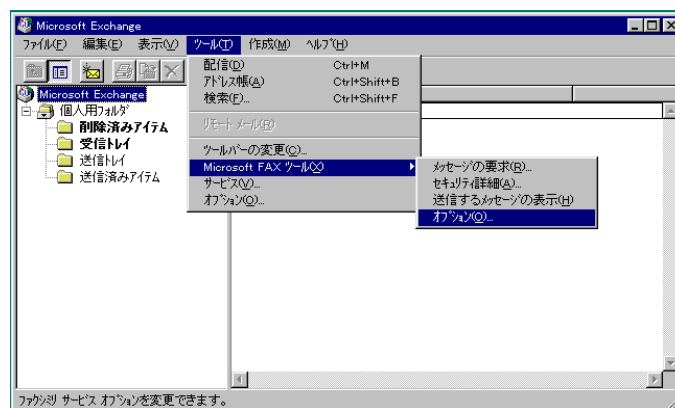 Microsoft Exchange
ﾌｧｲﾙ(F) 編集(E) 表示(V) ﾂｰﾙ(T) 作成(M) ﾍﾙﾌﾟ(H)
配信(D) Ctrl+M
ｱﾄﾞﾚｽ帳(A) Ctrl+Shift+B
検索(F)... Ctrl+Shift+F
ﾘﾓｰﾄ ﾒｰﾙ(R)
ﾂｰﾙﾊﾞｰの変更(C)...
Microsoft FAX ﾂｰﾙ(X)
ｻｰﾋﾞｽ(V)...
ｵﾌﾟｼｮﾝ(O)...
ﾒｯｾｰｼﾞの要求(R)...
ｾｷｭﾘﾃｨ詳細(A)...
送信するﾒｯｾｰｼﾞの表示(H)
ｵﾌﾟｼｮﾝ(O)...
Microsoft Exchange
個人用ﾌｫﾙﾀﾞ
削除済みｱｲﾃﾑ
受信ﾄﾚｲ
送信ﾄﾚｲ
送信済みｱｲﾃﾑ
ﾌｧｸｼﾐﾘ ｻｰﾋﾞｽ ｵﾌﾟｼｮﾝを変更できます。